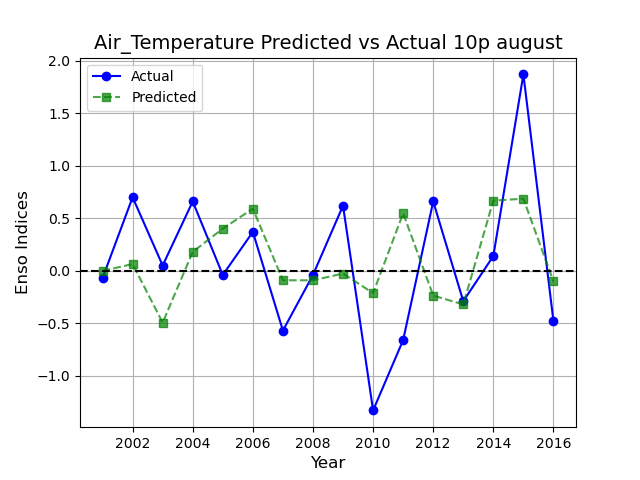 Air_Temperature Predicted vs Actual 10p august
Actual
Predicted
Enso Indices
2.0
1.5
1.0
0.5
0.0
−0.5
−1.0
2002 2004 2006 2008 2010 2012 2014 2016
Year